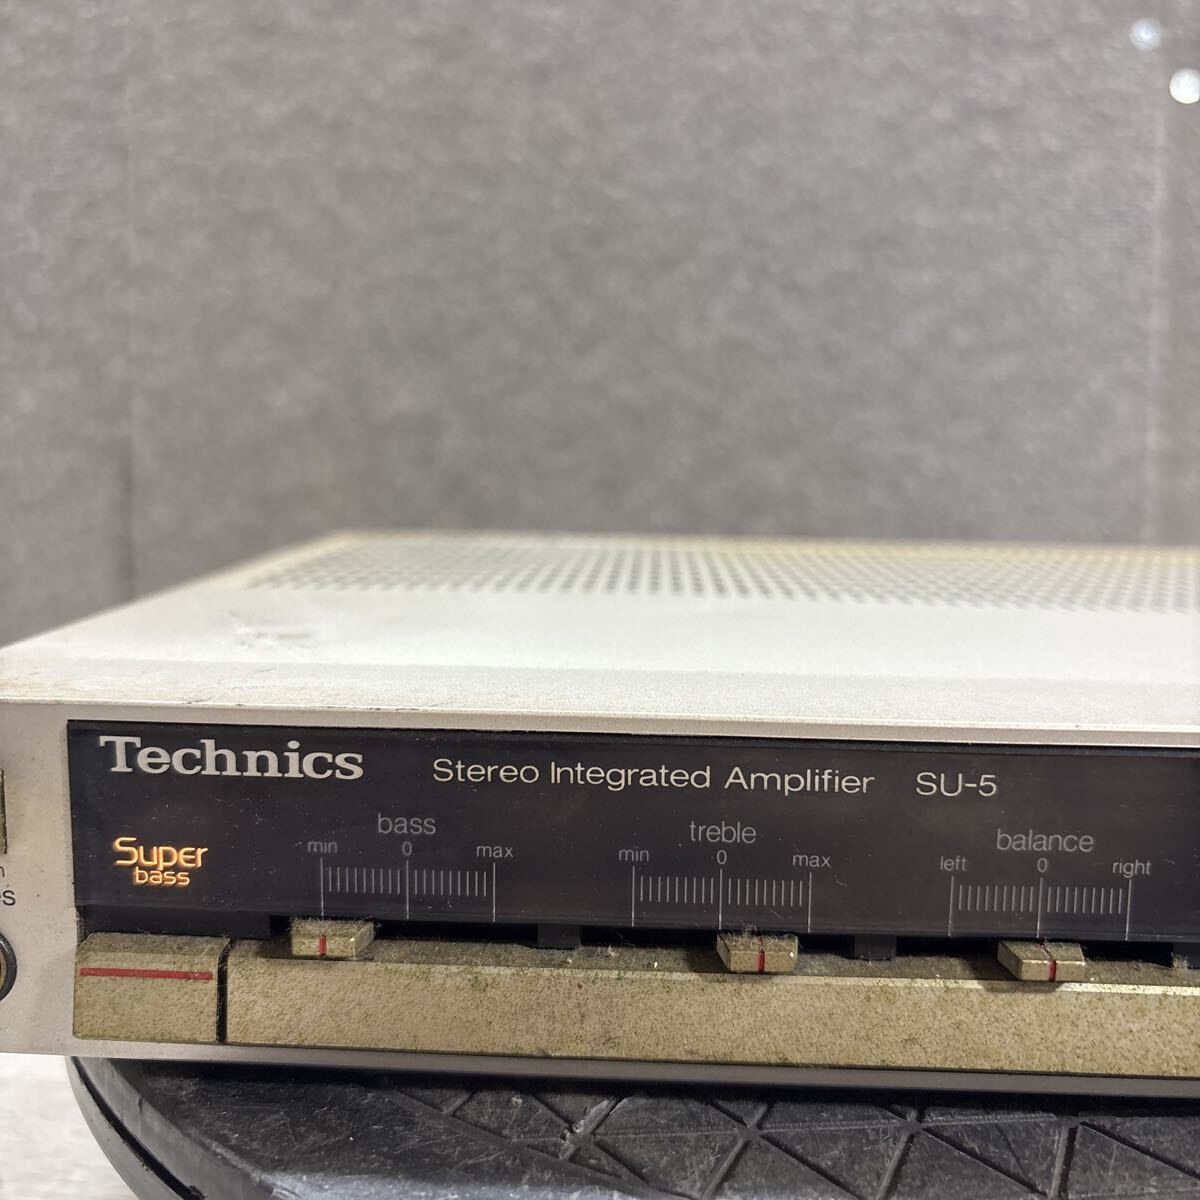 Technics Stereo Integrated Amplifier SU-5
Super
bass
bass
min 0 max
treble
min 0 max
balance
left 0 right